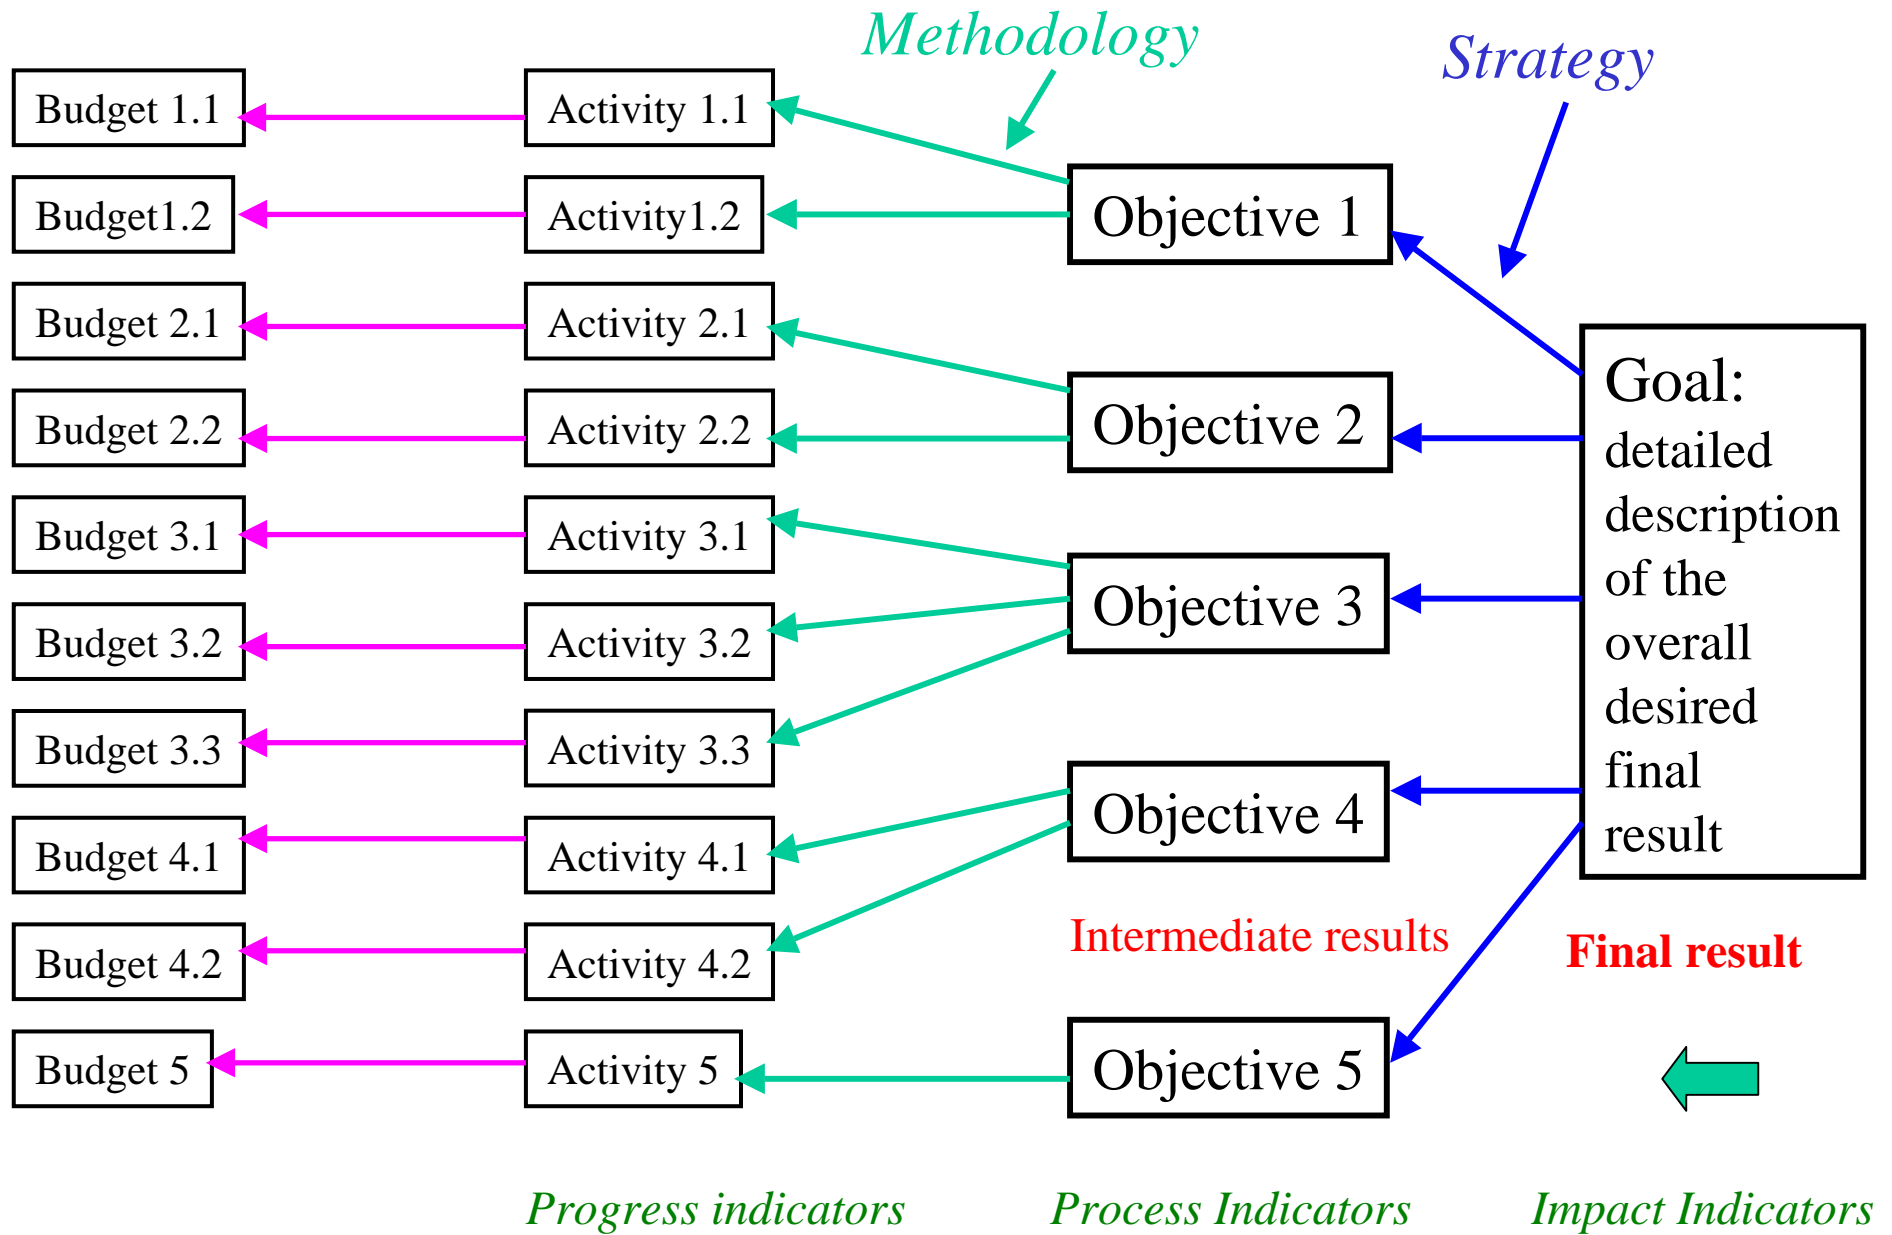 Methodology
Strategy
Budget 1.1
Activity 1.1
Budget1.2
Activity1.2
Objective 1
Budget 2.1
Activity 2.1
Budget 2.2
Activity 2.2
Objective 2
Budget 3.1
Activity 3.1
Budget 3.2
Activity 3.2
Objective 3
Budget 3.3
Activity 3.3
Budget 4.1
Activity 4.1
Objective 4
Budget 4.2
Activity 4.2
Budget 5
Activity 5
Objective 5
Goal:
detailed
description
of the
overall
desired
final
result
Intermediate results
Final result
Progress indicators
Process Indicators
Impact Indicators